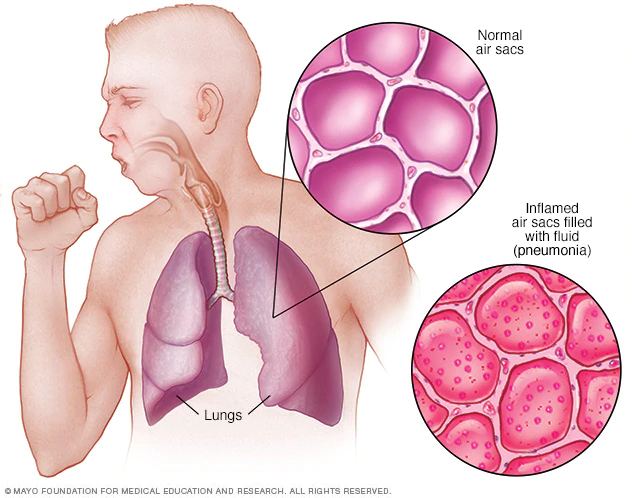 Normal
air sacs
Inflamed
air sacs filled
with fluid
(pneumonia)
Lungs
© MAYO FOUNDATION FOR MEDICAL EDUCATION AND RESEARCH. ALL RIGHTS RESERVED.